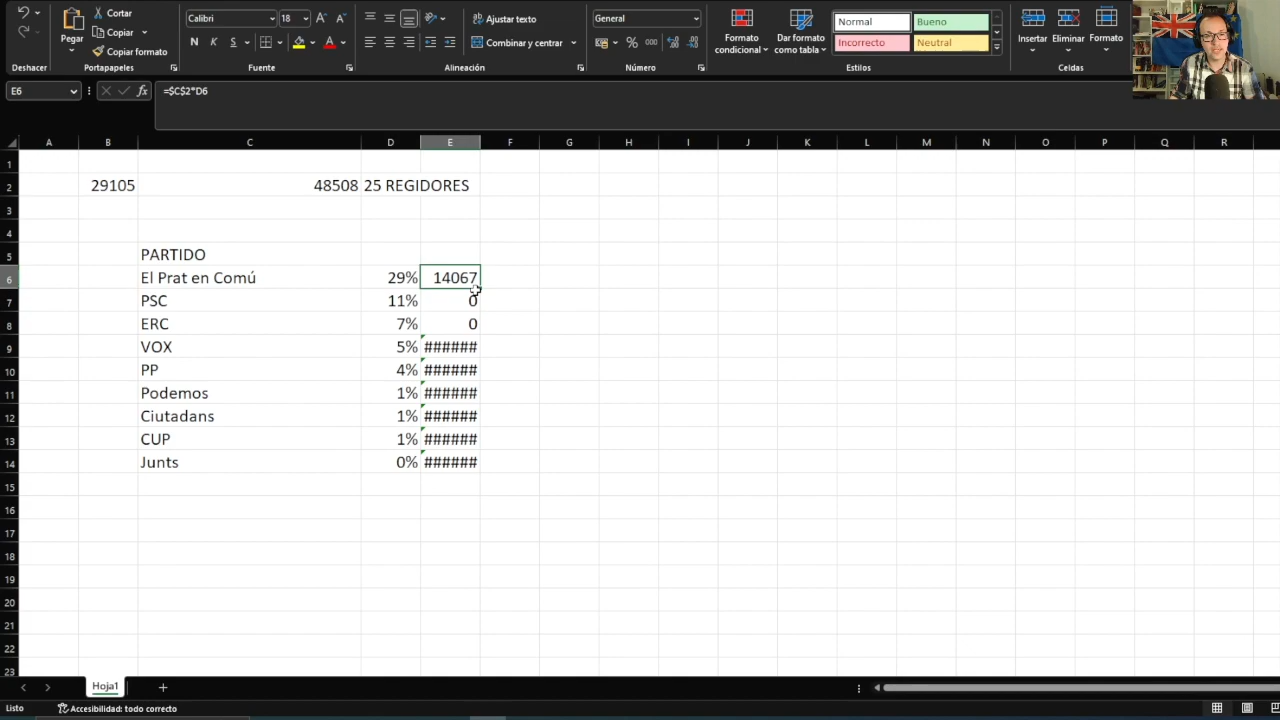 Cortar
Calibri 18
Ajustar texto
General
Normal Bueno
Copiar
Pegar
Combinar y centrar
Formato condicional
Dar formato como tabla
Incorrecto Neutral
Insertar Eliminar Formato
Copiar formato
N
Deshacer Portapapeles Fuente Alineación Número Estilos Celdas
E6 fx =$C$2*D6
A B C D E F G H I J K L M N O P Q R
1
2 29105 48508 25 REGIDORES
3
4
5 PARTIDO
6 El Prat en Comú 29% 14067
7 PSC 11% 0
8 ERC 7% 0
9 VOX 5% ######
10 PP 4% ######
11 Podemos 1% ######
12 Ciutadans 1% ######
13 CUP 1% ######
14 Junts 0% ######
15
16
17
18
19
20
21
22
23
Hoja1
Listo Accesibilidad: todo correcto